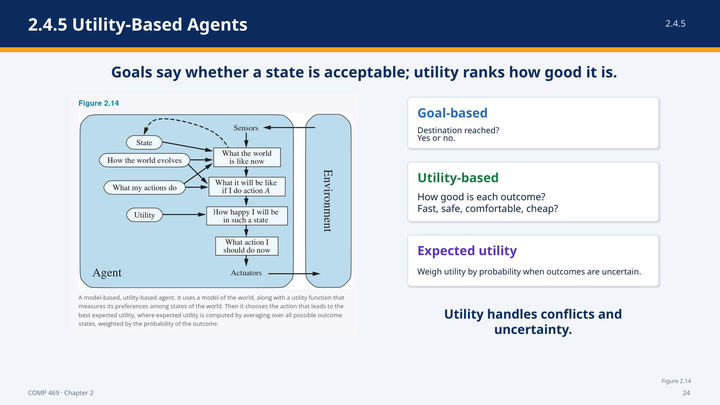 2.4.5 Utility-Based Agents
2.4.5
Goals say whether a state is acceptable; utility ranks how good it is.
Figure 2.14
Sensors
State
What the world
is like now
How the world evolves
What my actions do
What it will be like
if I do action A
Utility
How happy I will be
in such a state
What action I
should do now
Agent
Actuators
Environment
A model-based, utility-based agent. It uses a model of the world, along with a utility function that
measures its preferences among states of the world. Then it chooses the action that leads to the
best expected utility, where expected utility is computed by averaging over all possible outcome
states, weighted by the probability of the outcome.
Goal-based
Destination reached?
Yes or no.
Utility-based
How good is each outcome?
Fast, safe, comfortable, cheap?
Expected utility
Weigh utility by probability when outcomes are uncertain.
Utility handles conflicts and
uncertainty.
Figure 2.14
COMP 469 · Chapter 2
24